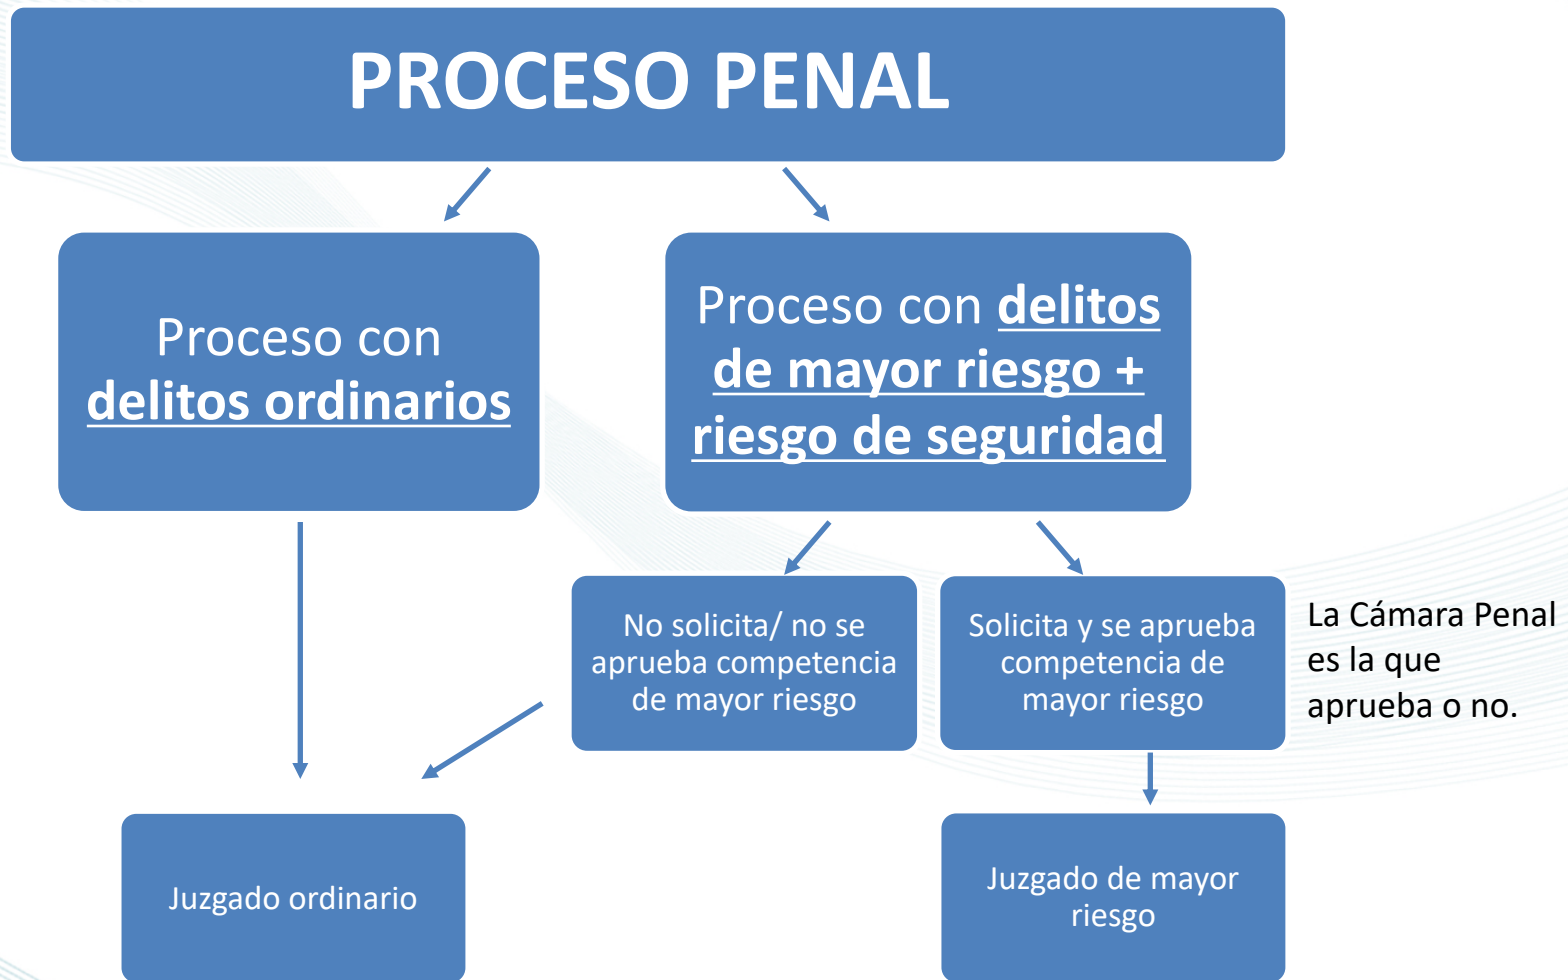 PROCESO PENAL
Proceso con
delitos ordinarios
Proceso con delitos
de mayor riesgo +
riesgo de seguridad
No solicita/ no se
aprueba competencia
de mayor riesgo
Solicita y se aprueba
competencia de
mayor riesgo
La Cámara Penal
es la que
aprueba o no.
Juzgado ordinario
Juzgado de mayor
riesgo